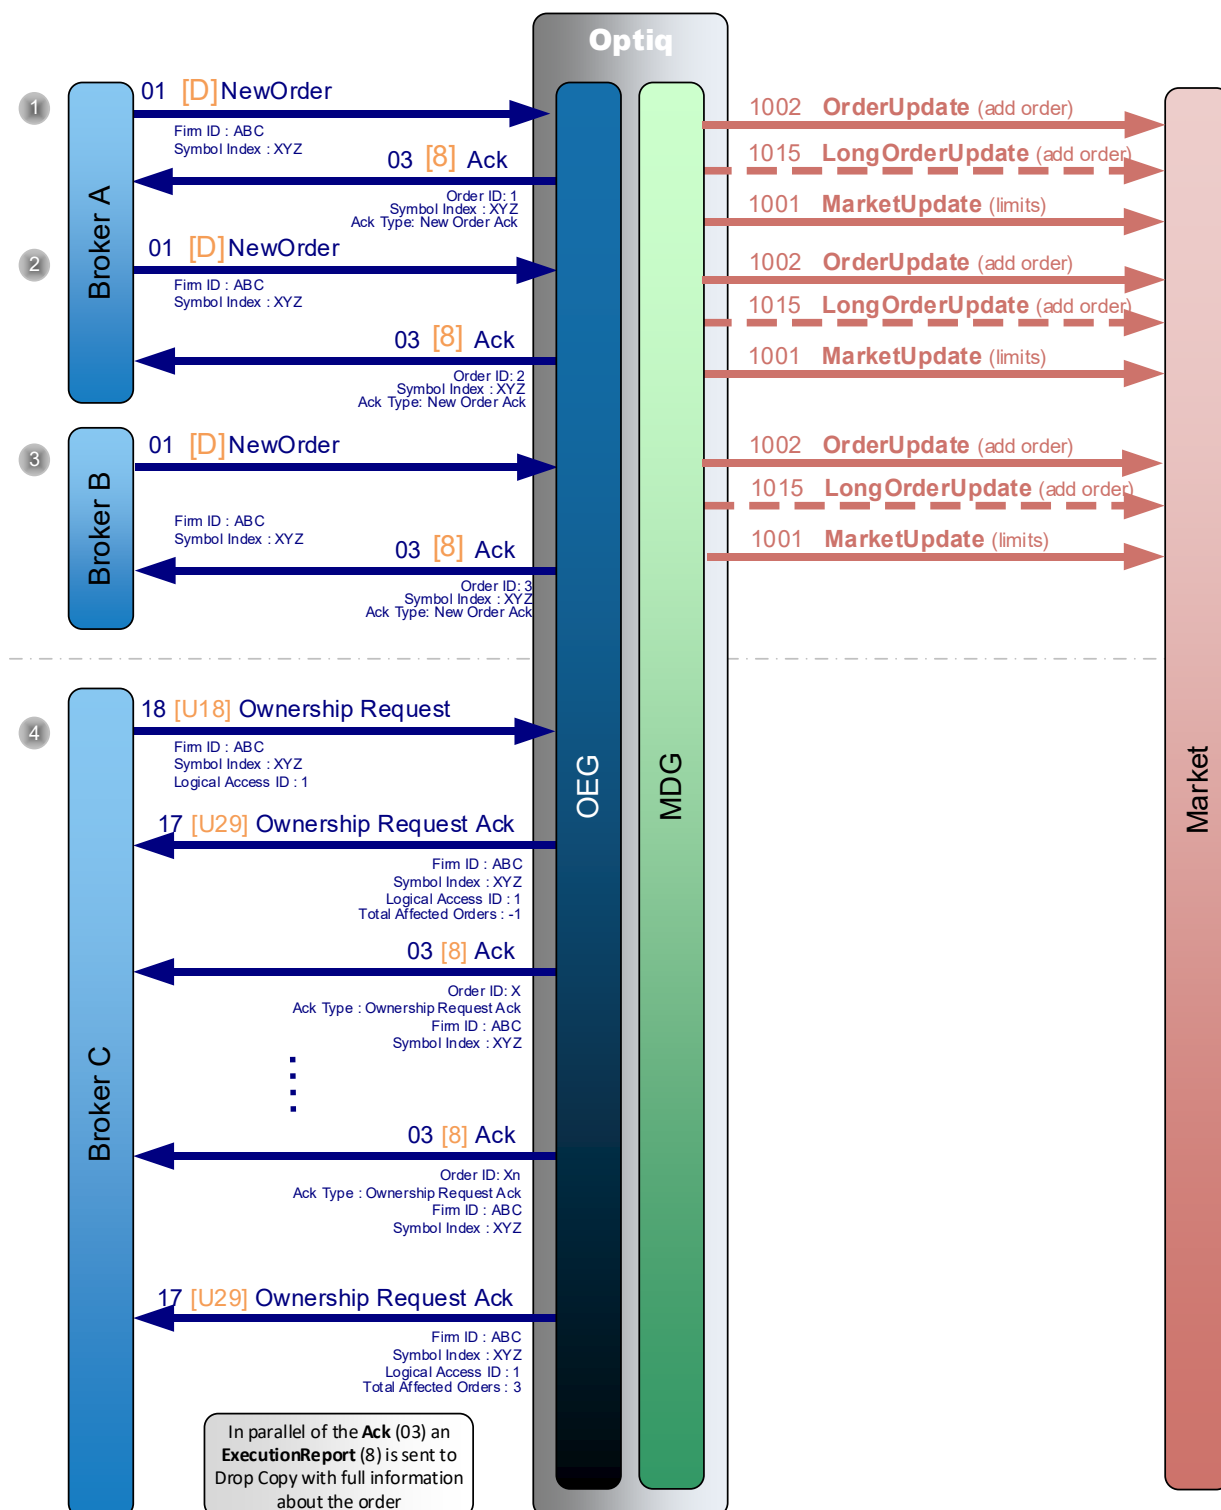 Optiq
1
01 [D]NewOrder
Firm ID : ABC
Symbol Index : XYZ
1002 OrderUpdate (add order)
03 [8] Ack
Order ID: 1
Symbol Index : XYZ
Ack Type: New Order Ack
1015 LongOrderUpdate (add order)
1001 MarketUpdate (limits)
Broker A
2
01 [D]NewOrder
Firm ID : ABC
Symbol Index : XYZ
1002 OrderUpdate (add order)
1015 LongOrderUpdate (add order)
03 [8] Ack
Order ID: 2
Symbol Index : XYZ
Ack Type: New Order Ack
1001 MarketUpdate (limits)
3
01 [D]NewOrder
Firm ID : ABC
Symbol Index : XYZ
1002 OrderUpdate (add order)
1015 LongOrderUpdate (add order)
Broker B
03 [8] Ack
Order ID: 3
Symbol Index : XYZ
Ack Type: New Order Ack
1001 MarketUpdate (limits)
4
18 [U18] Ownership Request
Firm ID : ABC
Symbol Index : XYZ
Logical Access ID : 1
OEG
MDG
Market
17 [U29] Ownership Request Ack
Firm ID : ABC
Symbol Index : XYZ
Logical Access ID : 1
Total Affected Orders : -1
03 [8] Ack
Order ID: X
Ack Type : Ownership Request Ack
Firm ID : ABC
Symbol Index : XYZ
Broker C
03 [8] Ack
Order ID: Xn
Ack Type : Ownership Request Ack
Firm ID : ABC
Symbol Index : XYZ
17 [U29] Ownership Request Ack
Firm ID : ABC
Symbol Index : XYZ
Logical Access ID : 1
Total Affected Orders : 3
In parallel of the Ack (03) an
ExecutionReport (8) is sent to
Drop Copy with full information
about the order